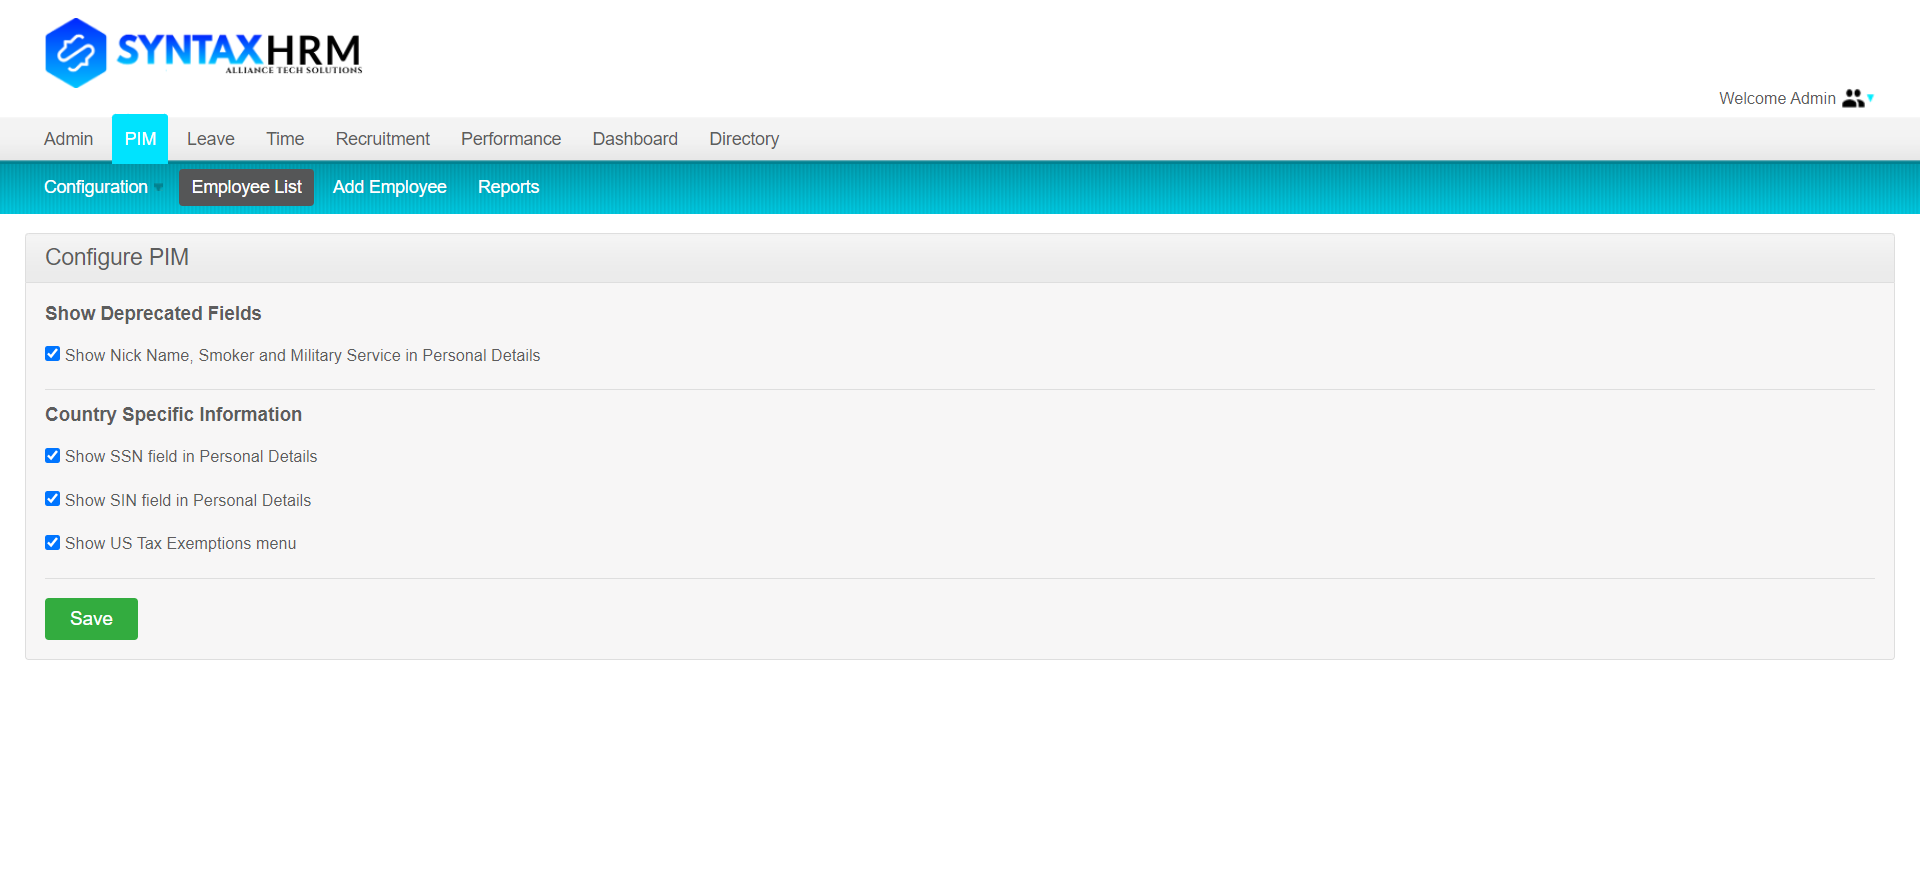 SYNTAXHRM
ALLIANCE TECH SOLUTIONS
Welcome Admin
Admin PIM Leave Time Recruitment Performance Dashboard Directory
Configuration Employee List Add Employee Reports
Configure PIM
Show Deprecated Fields
Show Nick Name, Smoker and Military Service in Personal Details
Country Specific Information
Show SSN field in Personal Details
Show SIN field in Personal Details
Show US Tax Exemptions menu
Save